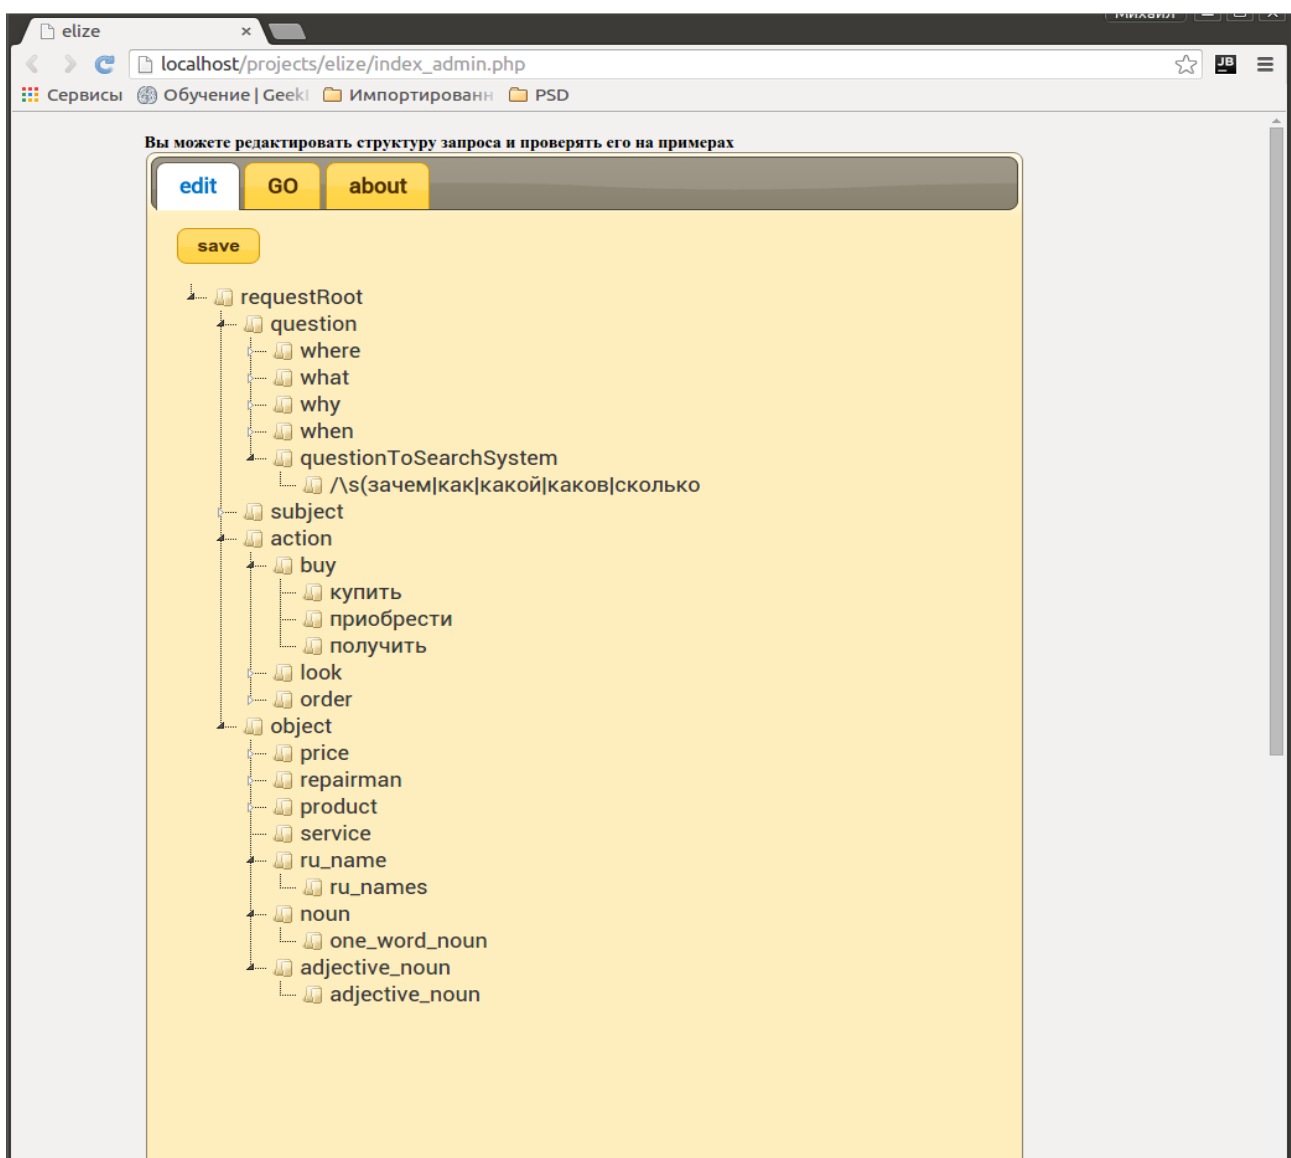 Михаил
elize
localhost/projects/elize/index_admin.php
JB
Сервисы Обучение | Geek Импортированн PSD
Вы можете редактировать структуру запроса и проверять его на примерах
edit GO about
save
requestRoot
question
where
what
why
when
questionToSearchSystem
/\s(зачем|как|какой|каков|сколько
subject
action
buy
купить
приобрести
получить
look
order
object
price
repairman
product
service
ru_name
ru_names
noun
one_word_noun
adjective_noun
adjective_noun